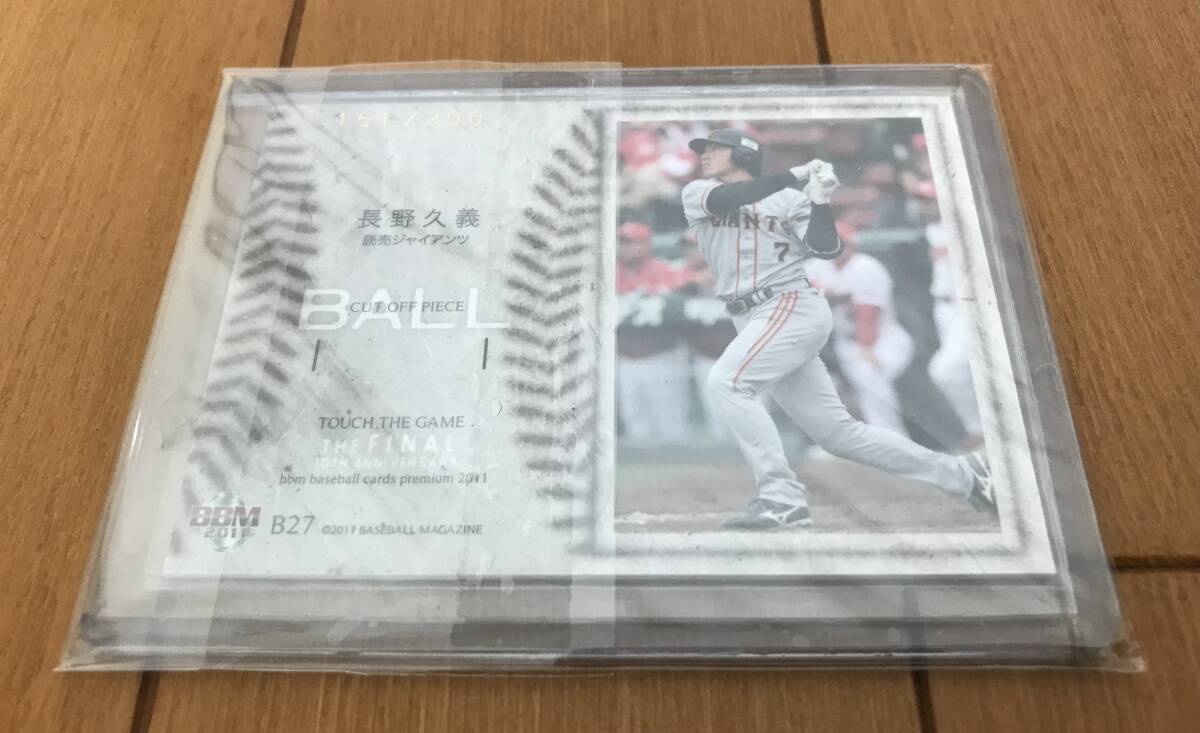 151/200
長野久義
読売ジャイアンツ
BALL
CUT OFF PIECE
TOUCH THE GAME
THE FINAL
10TH ANNIVERSARY
bbm baseball cards premium 2011
BBM
2011
B27 ©2011 BASEBALL MAGAZINE
GIANTS
7